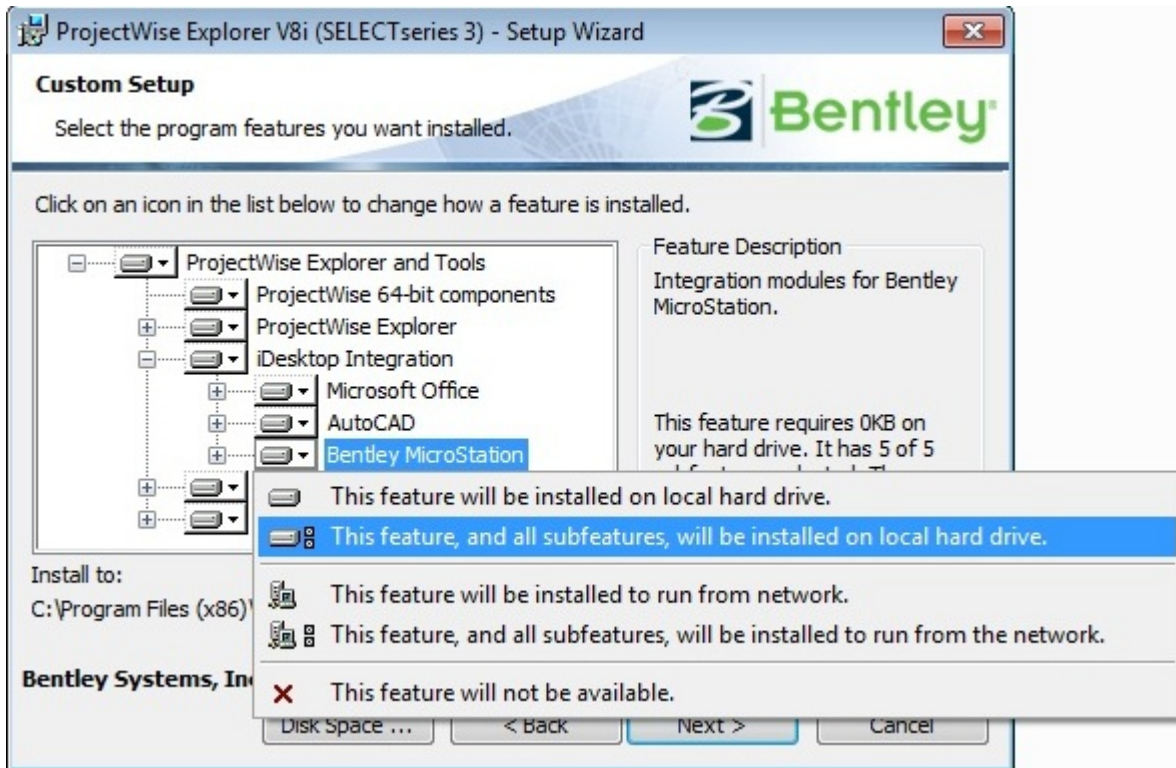 ProjectWise Explorer V8i (SELECTseries 3) - Setup Wizard
Custom Setup
Select the program features you want installed.
Bentley
Click on an icon in the list below to change how a feature is installed.
ProjectWise Explorer and Tools
ProjectWise 64-bit components
ProjectWise Explorer
iDesktop Integration
Microsoft Office
AutoCAD
Bentley MicroStation
Feature Description
Integration modules for Bentley
MicroStation.
This feature requires 0KB on
your hard drive. It has 5 of 5
This feature will be installed on local hard drive.
This feature, and all subfeatures, will be installed on local hard drive.
This feature will be installed to run from network.
This feature, and all subfeatures, will be installed to run from the network.
This feature will not be available.
Install to:
C:\Program Files (x86)\
Bentley Systems, In
Disk Space ...
< Back
Next >
Cancel